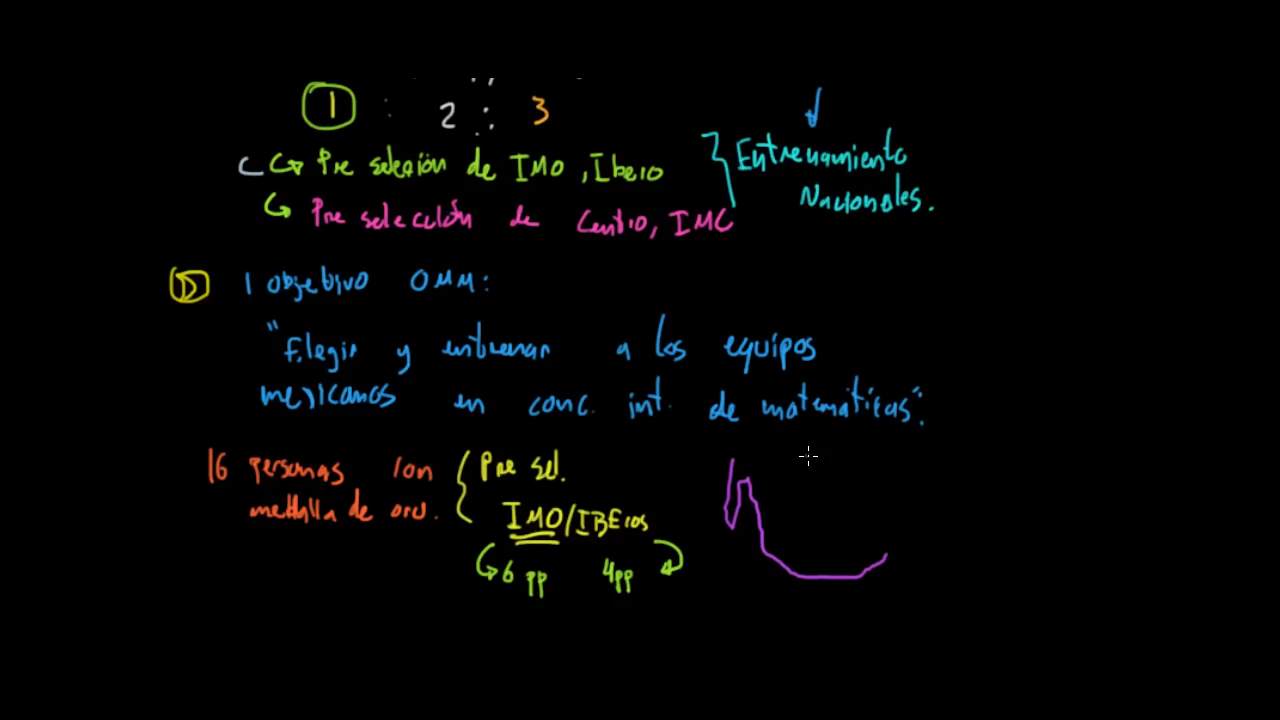 1 : 2 : 3
Pre selección de IMO, Ibero
Pre selección de Centro, IMC
Entrenamiento
Nacionales.
1 objetivo OMM:
"Elegir y entrenar a los equipos
mexicanos en conc. int. de matemáticas".
16 personas con
medalla de oro.
Pre sel.
IMO/IBEros
6 pp 4pp